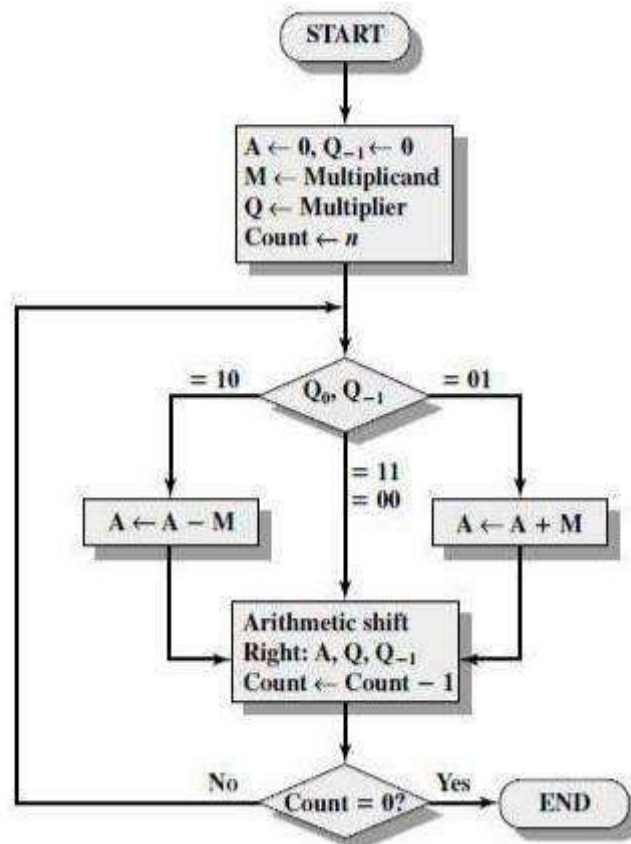 START
A ← 0, Q₋₁ ← 0
M ← Multiplicand
Q ← Multiplier
Count ← n
= 10
Q₀, Q₋₁
= 01
= 11
= 00
A ← A − M
A ← A + M
Arithmetic shift
Right: A, Q, Q₋₁
Count ← Count − 1
No
Count = 0?
Yes
END